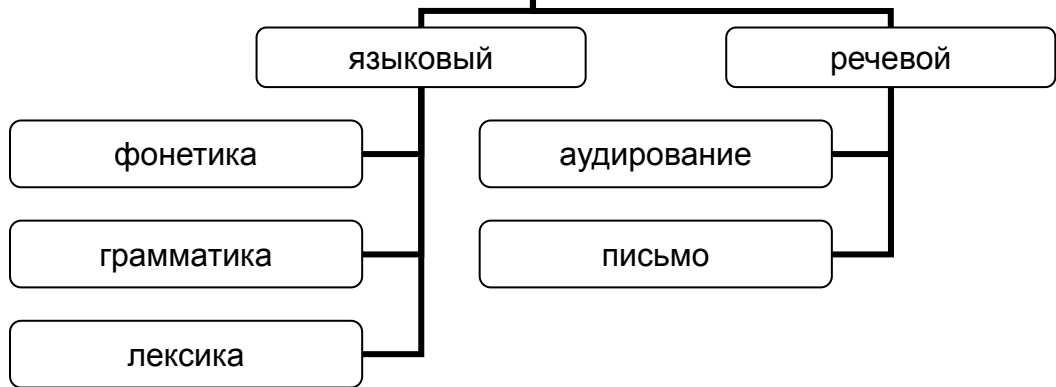 языковый
речевой
фонетика
аудирование
грамматика
письмо
лексика